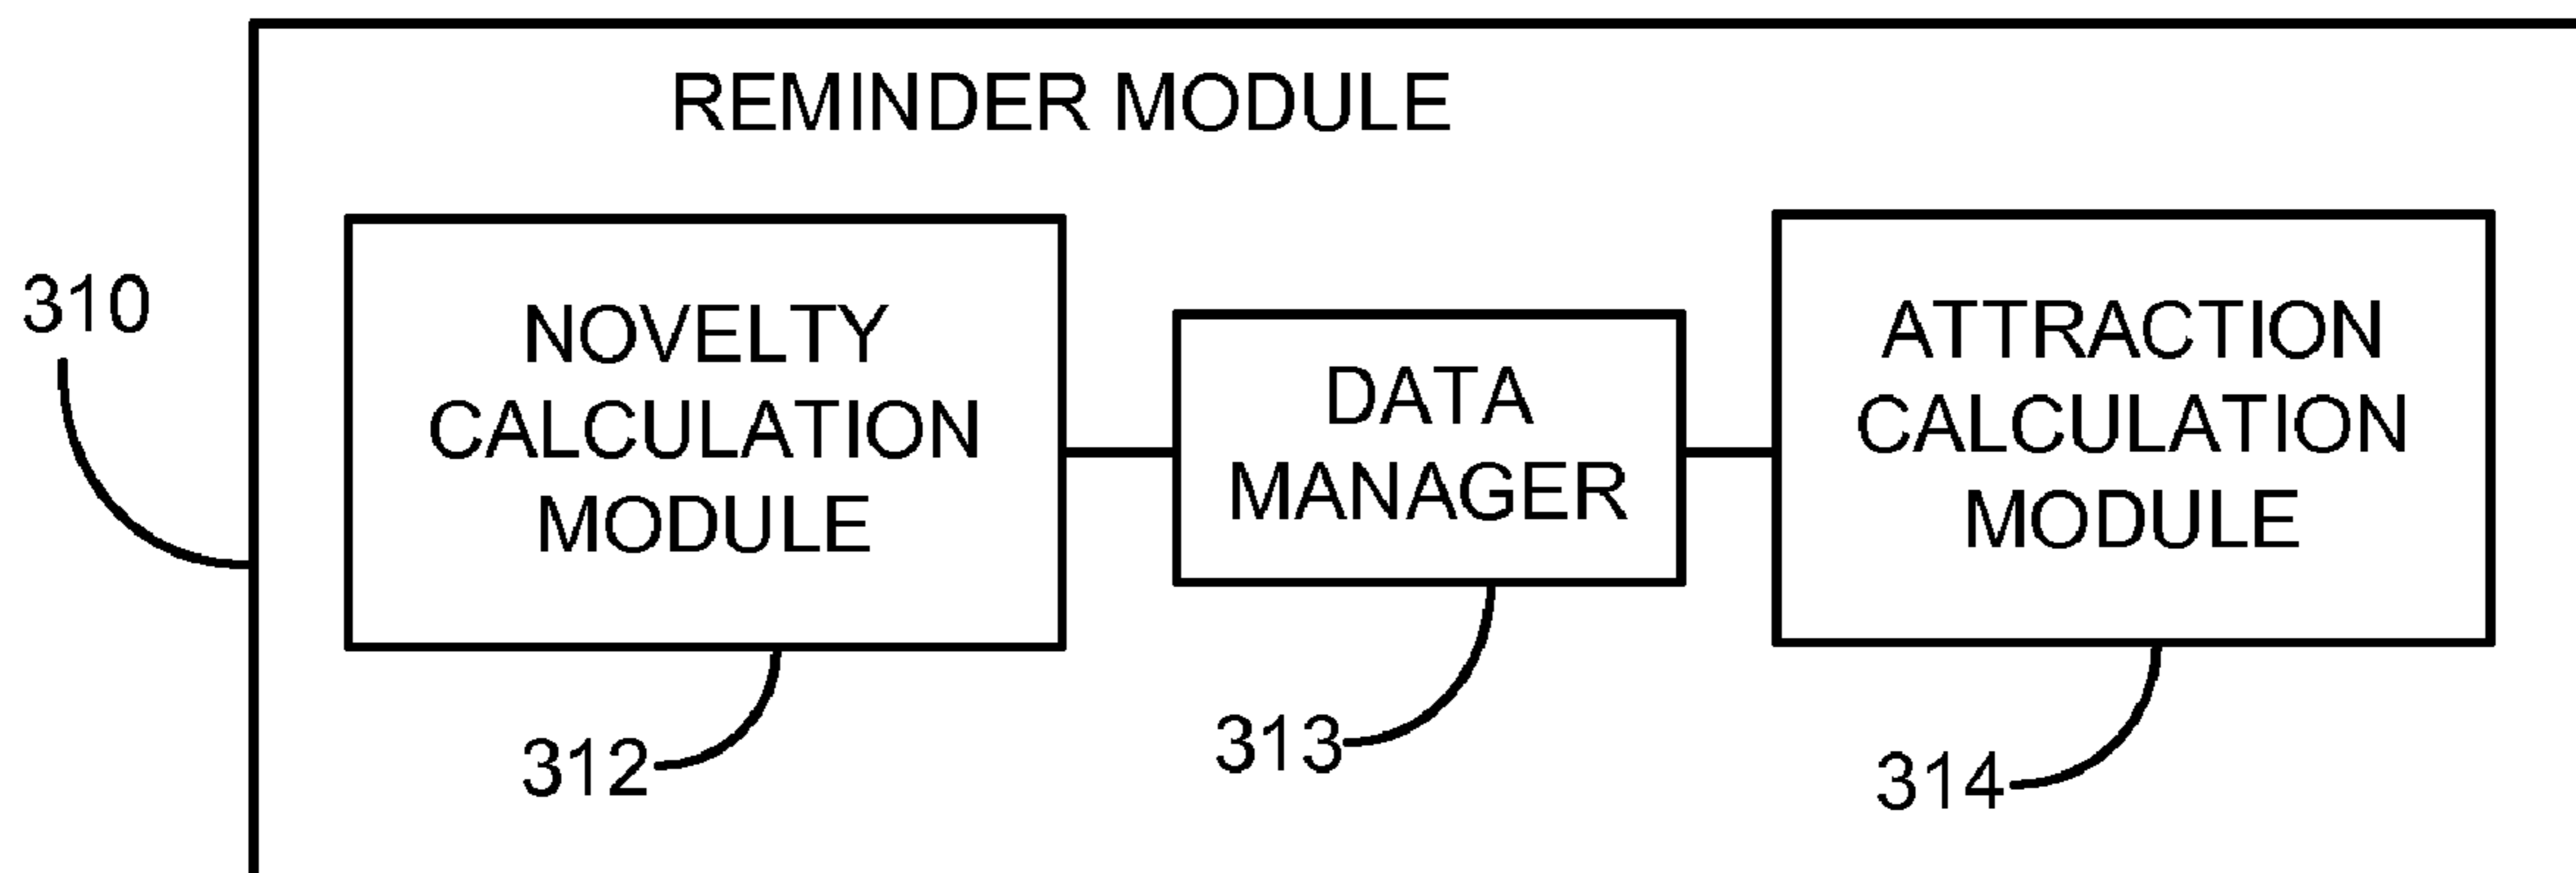 REMINDER MODULE
310
NOVELTY
CALCULATION
MODULE
312
DATA
MANAGER
313
ATTRACTION
CALCULATION
MODULE
314